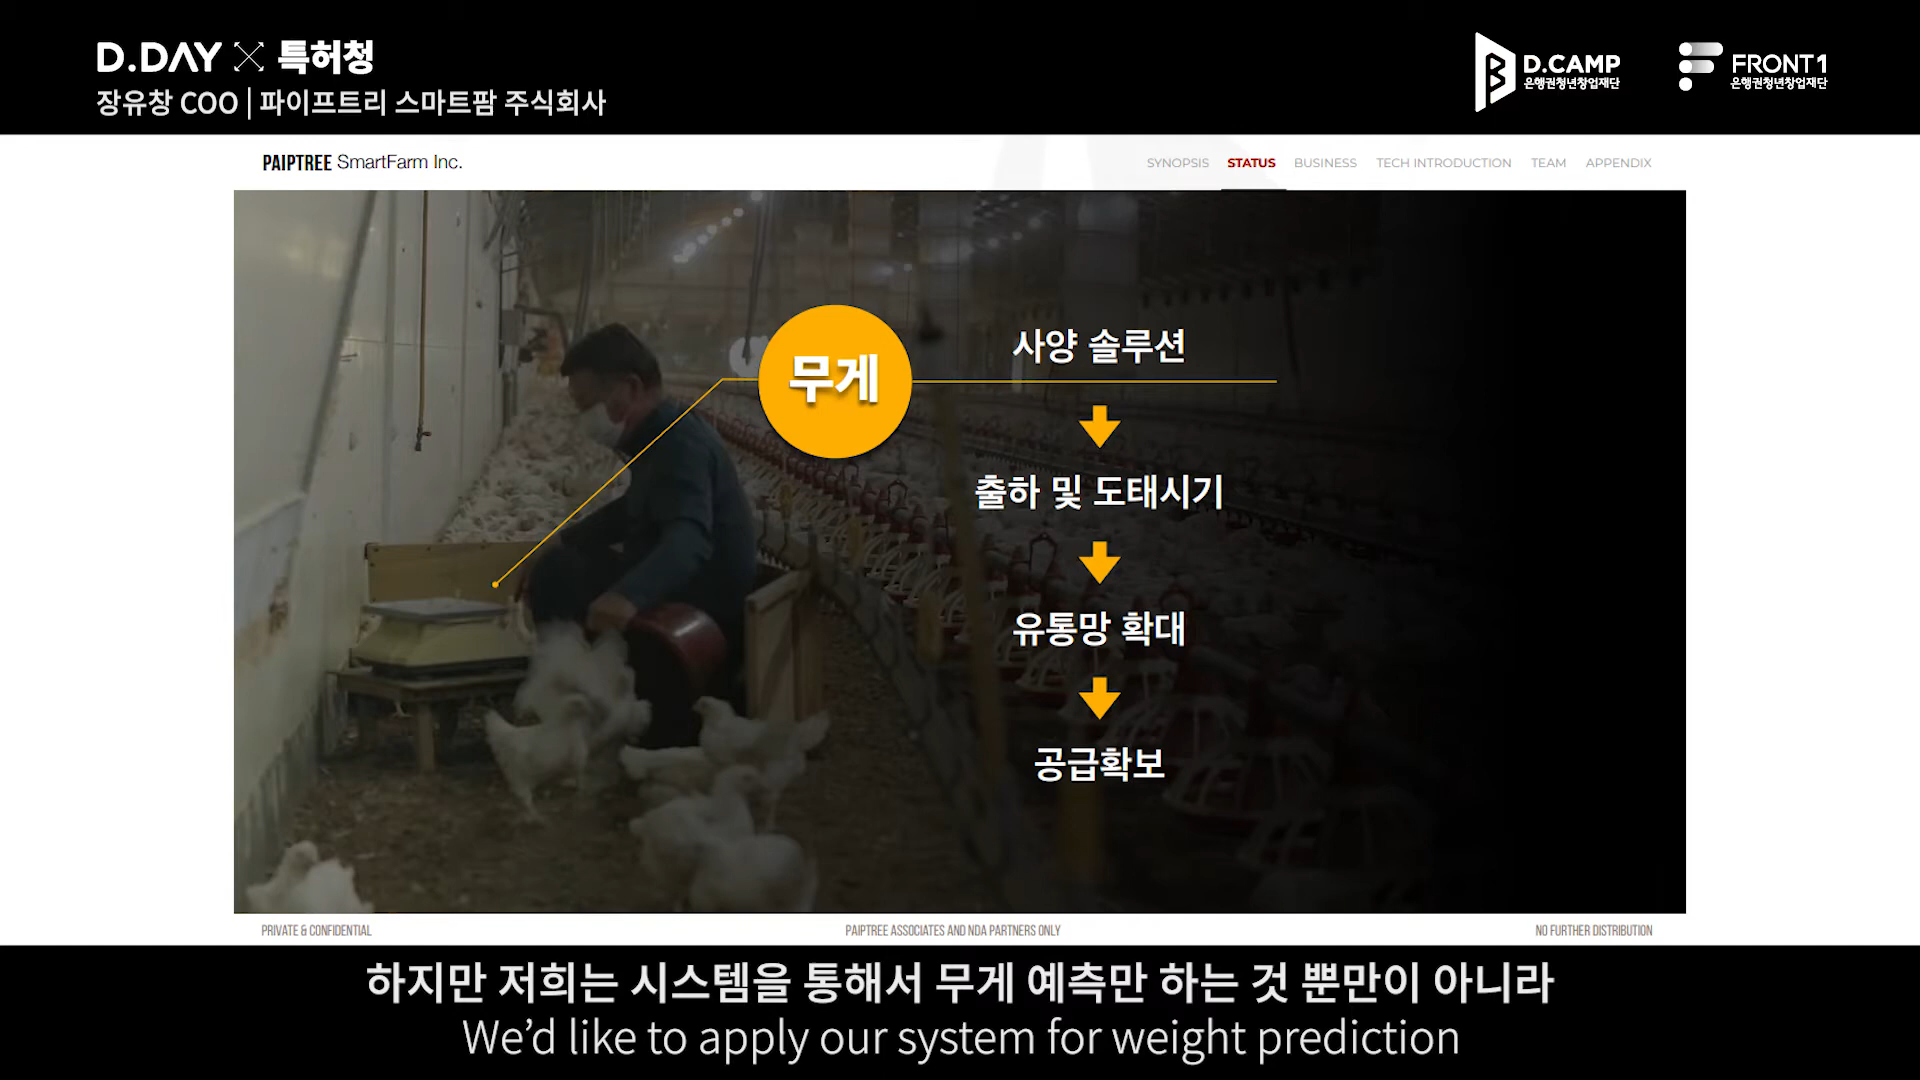 D.DAY X 특허청
장유창 COO | 파이프트리 스마트팜 주식회사
D.CAMP
은행권청년창업재단
FRONT1
은행권청년창업재단
PAIPTREE SmartFarm Inc.
SYNOPSIS STATUS BUSINESS TECH INTRODUCTION TEAM APPENDIX
무게
사양 솔루션
출하 및 도태시기
유통망 확대
공급확보
PRIVATE & CONFIDENTIAL
PAIPTREE ASSOCIATES AND NDA PARTNERS ONLY
NO FURTHER DISTRIBUTION
하지만 저희는 시스템을 통해서 무게 예측만 하는 것 뿐만이 아니라
We’d like to apply our system for weight prediction